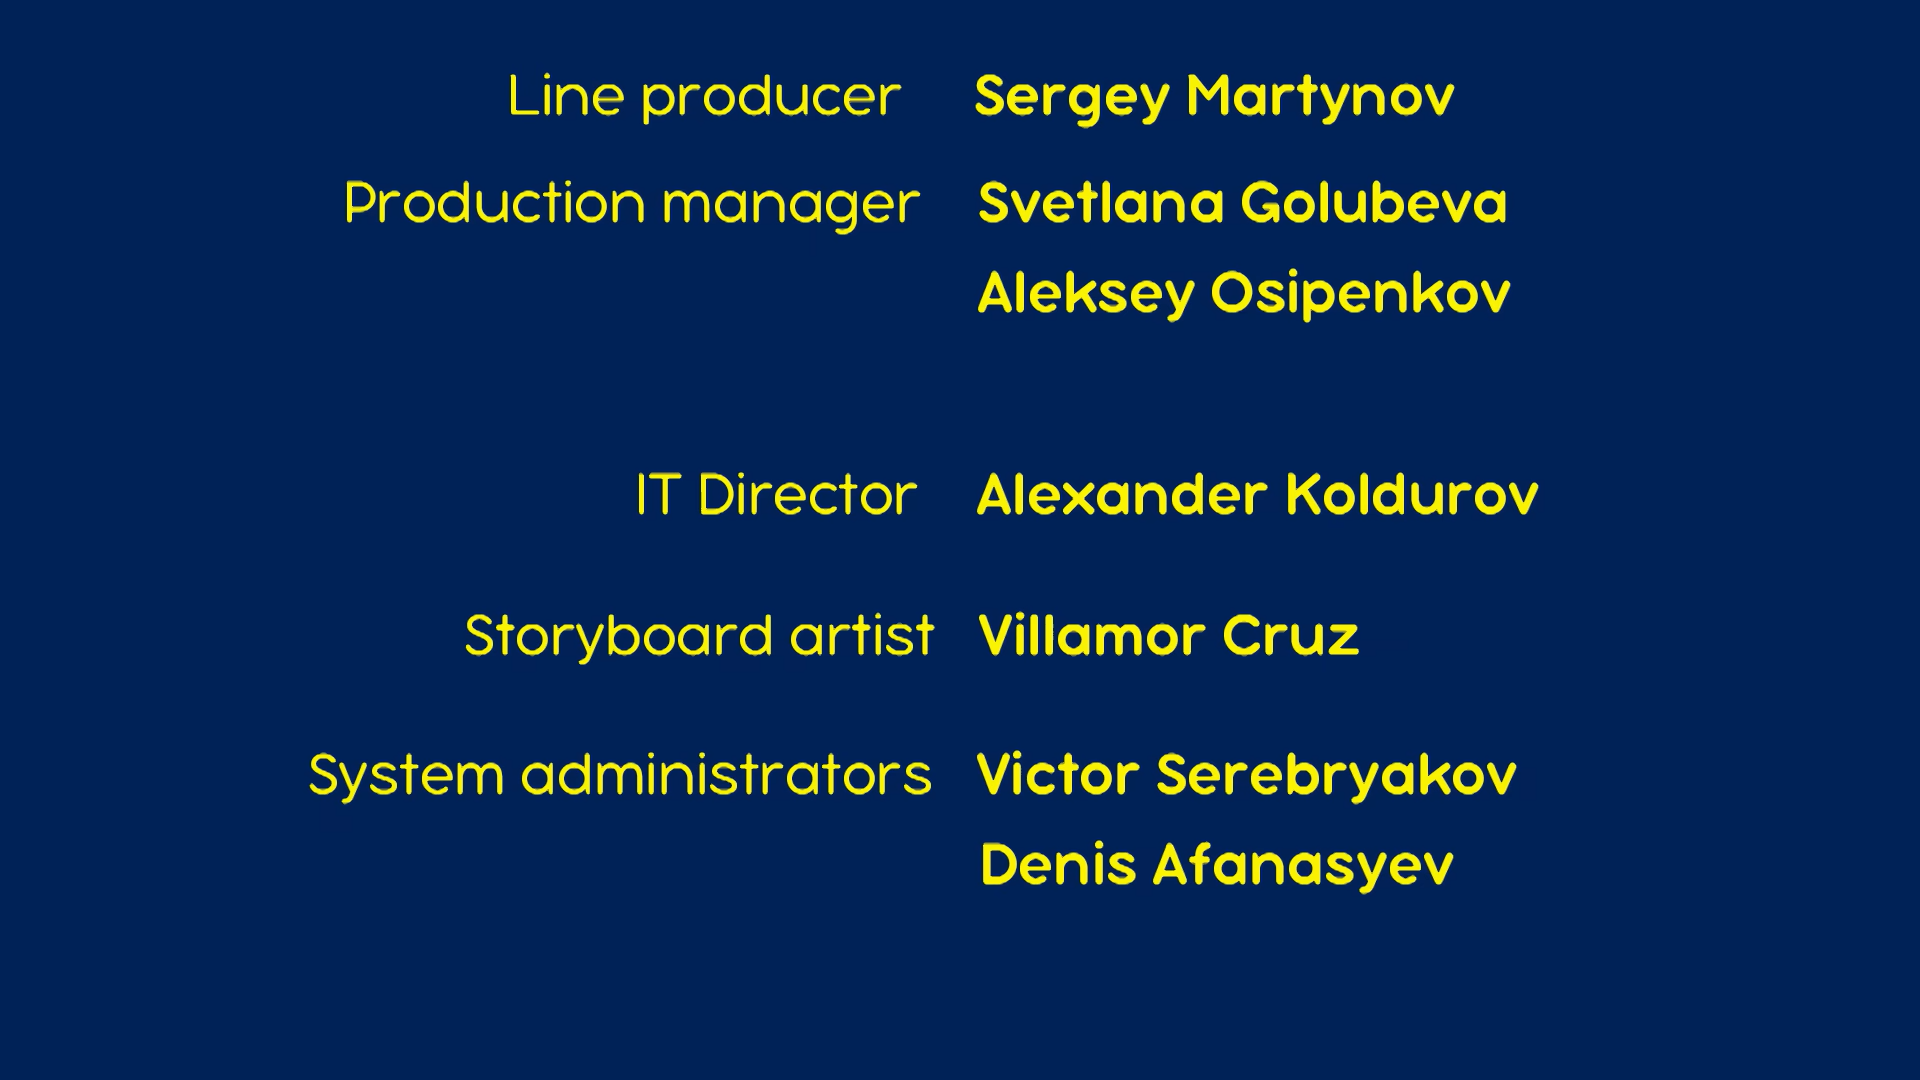 Line producer Sergey Martynov
Production manager Svetlana Golubeva
Aleksey Osipenkov
IT Director Alexander Koldurov
Storyboard artist Villamor Cruz
System administrators Victor Serebryakov
Denis Afanasyev